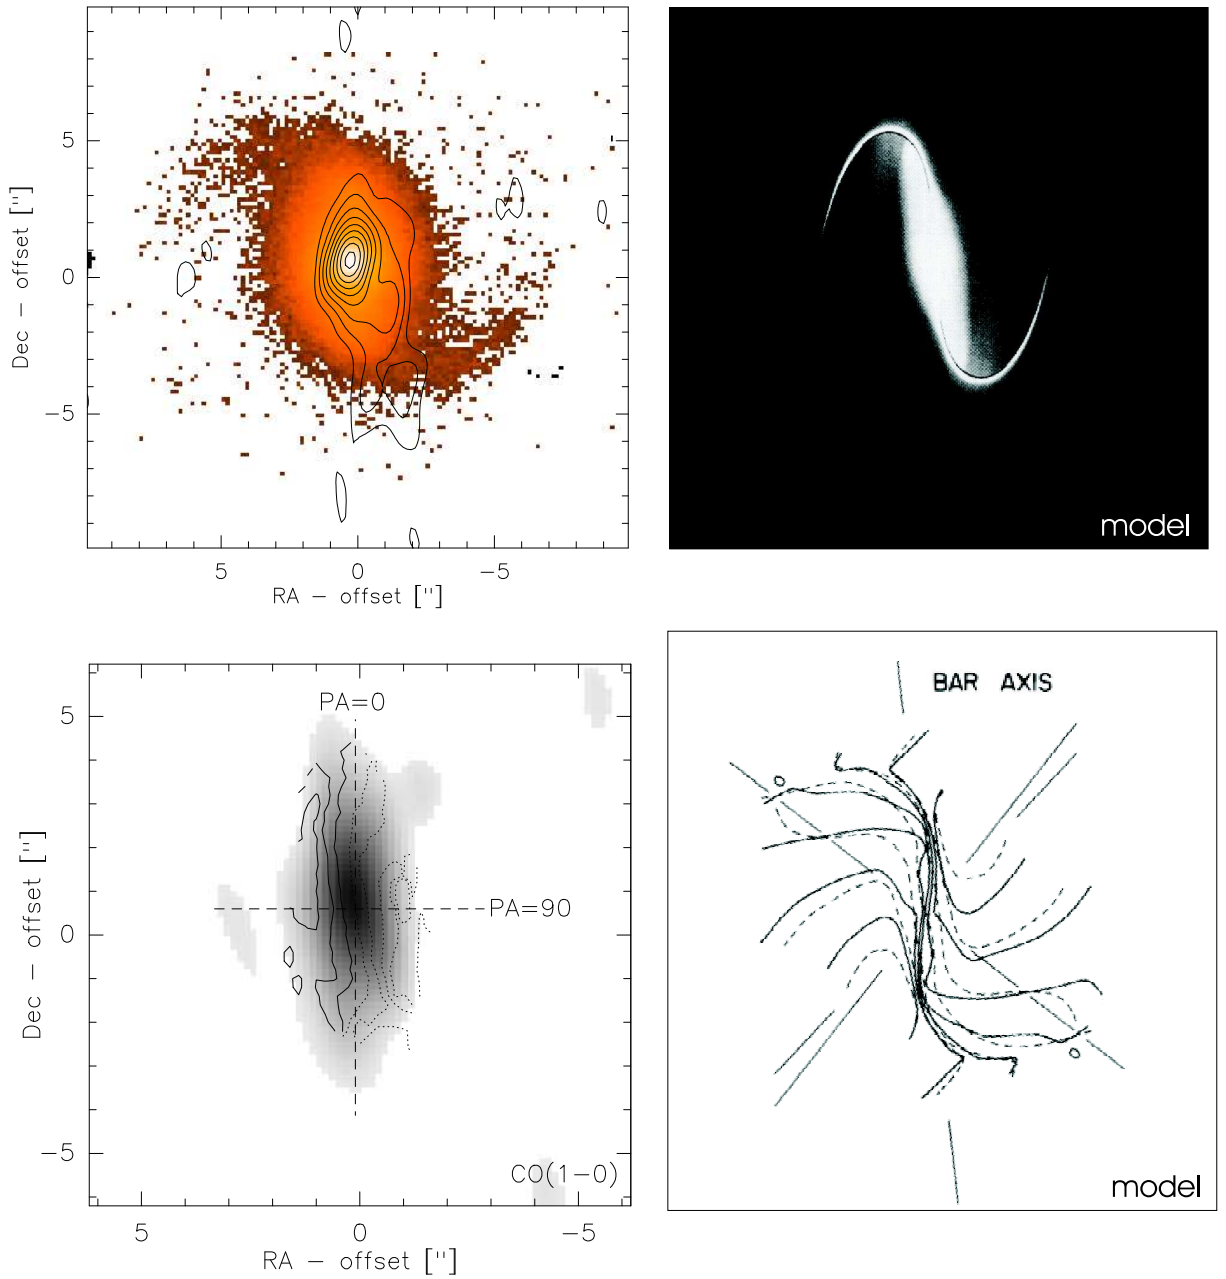 5
0
-5
Dec - offset ["]
5
0
-5
RA - offset ["]
model
PA=0
PA=90
CO(1-0)
5
0
-5
Dec - offset ["]
5
0
-5
RA - offset ["]
BAR AXIS
model